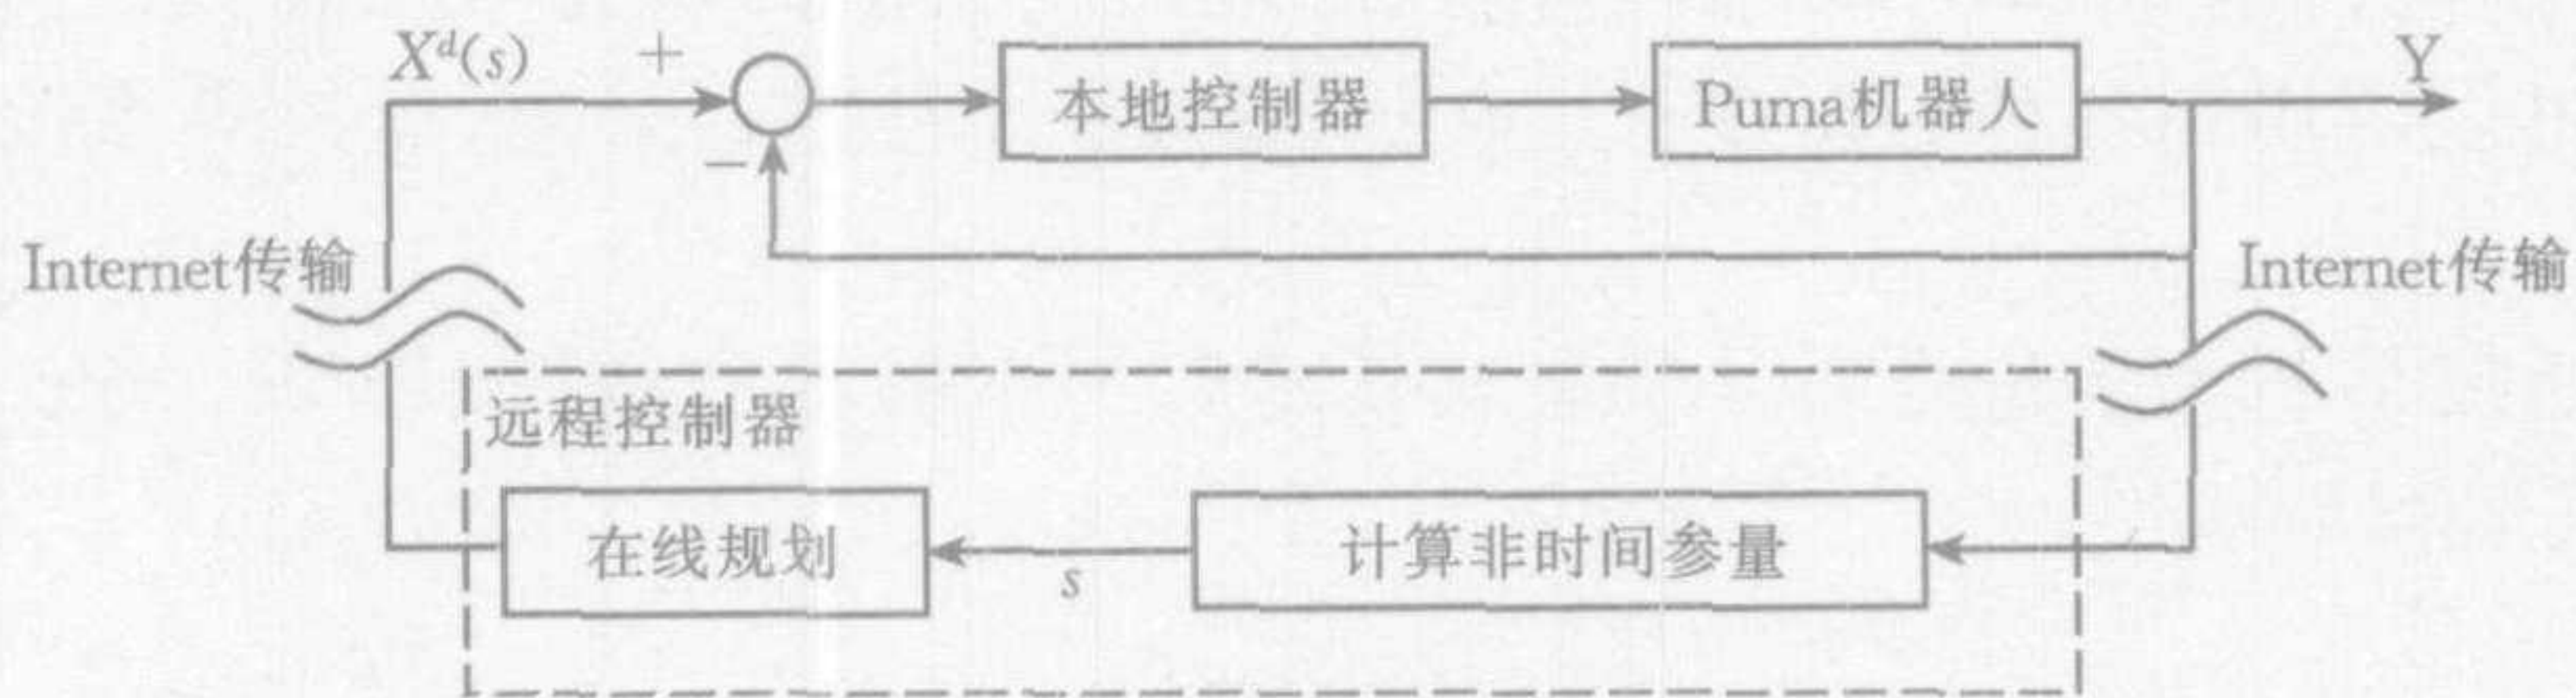 X^d(s)
+
本地控制器
Puma机器人
Y
−
Internet传输
Internet传输
远程控制器
在线规划
s
计算非时间参量